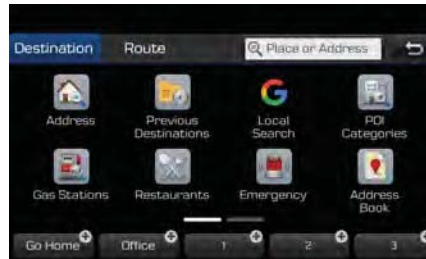 Destination
Route
Place or Address
Address
Previous
Destinations
G
Local
Search
POI
Categories
Gas Stations
Restaurants
Emergency
Address
Book
Go Home
Office
1
2
3